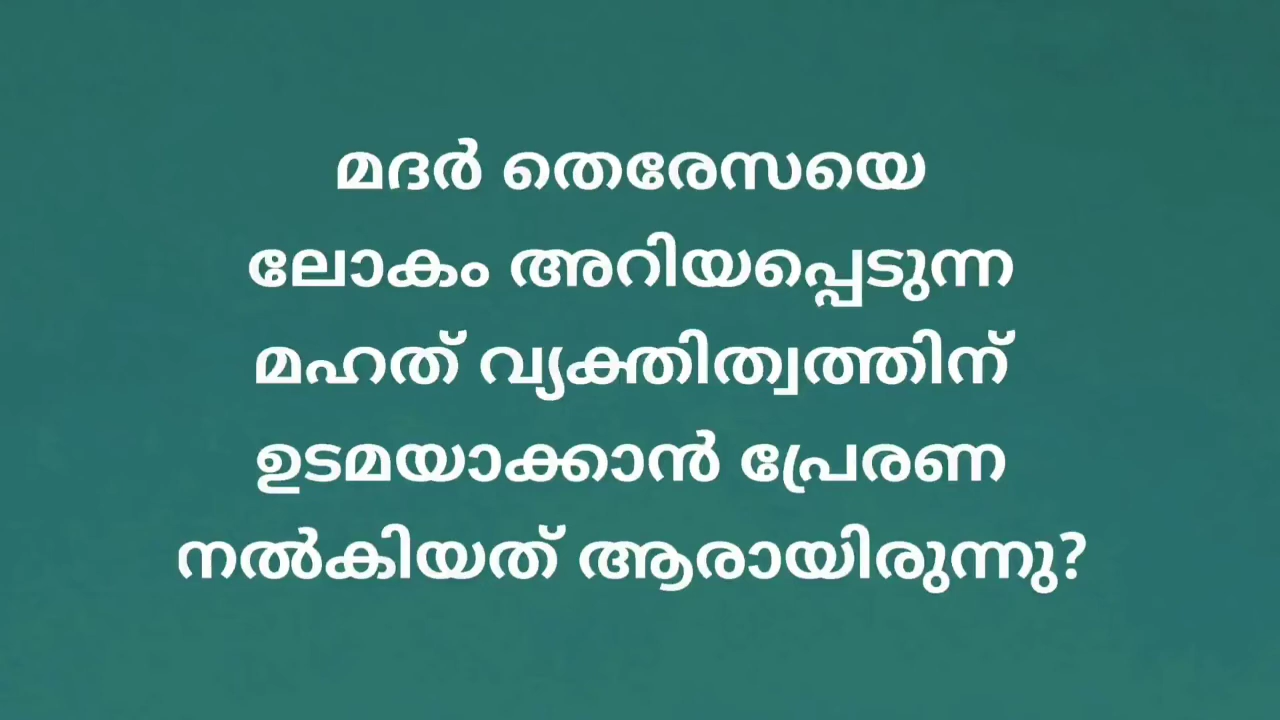 മദർ തെരേസയെ
ലോകം അറിയപ്പെടുന്ന
മഹത് വ്യക്തിത്വത്തിന്
ഉടമയാക്കാൻ പ്രേരണ
നൽകിയത് ആരായിരുന്നു?